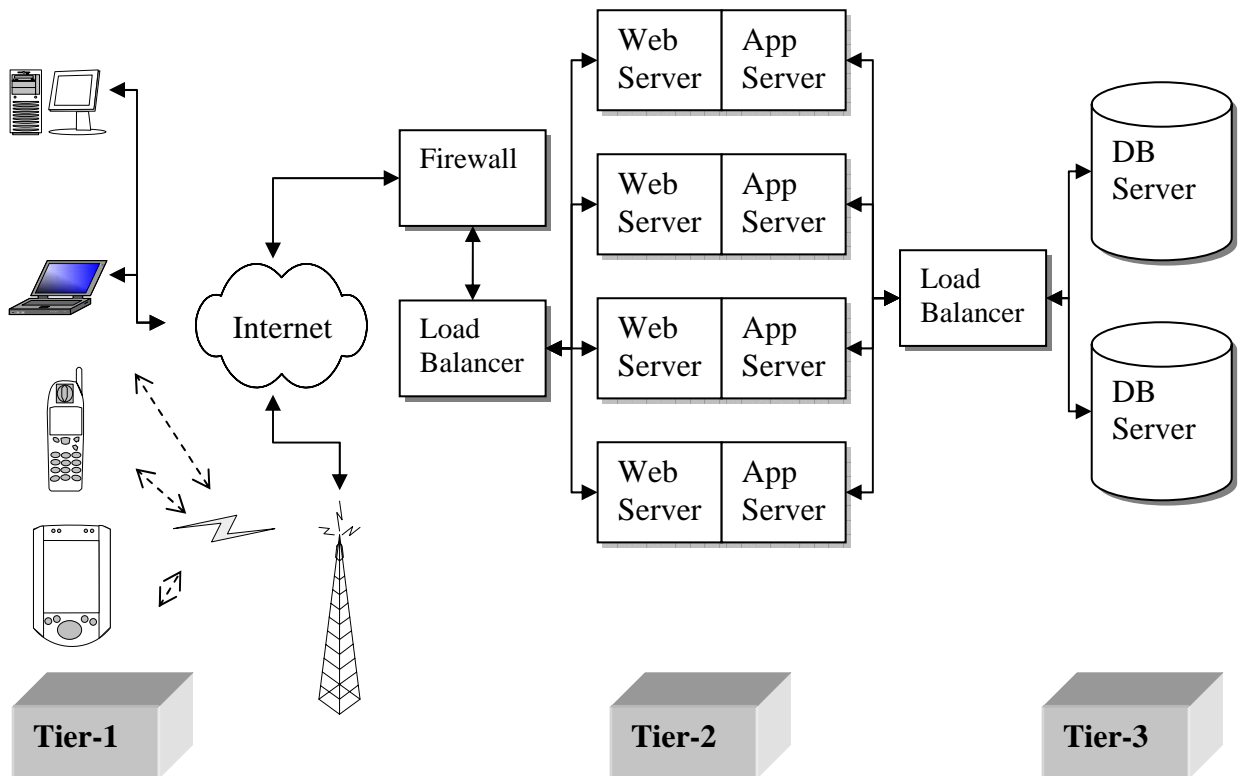 Web
Server
App
Server
Firewall
DB
Server
Web
Server
App
Server
Internet
Load
Balancer
Web
Server
App
Server
Load
Balancer
DB
Server
Web
Server
App
Server
Tier-1
Tier-2
Tier-3